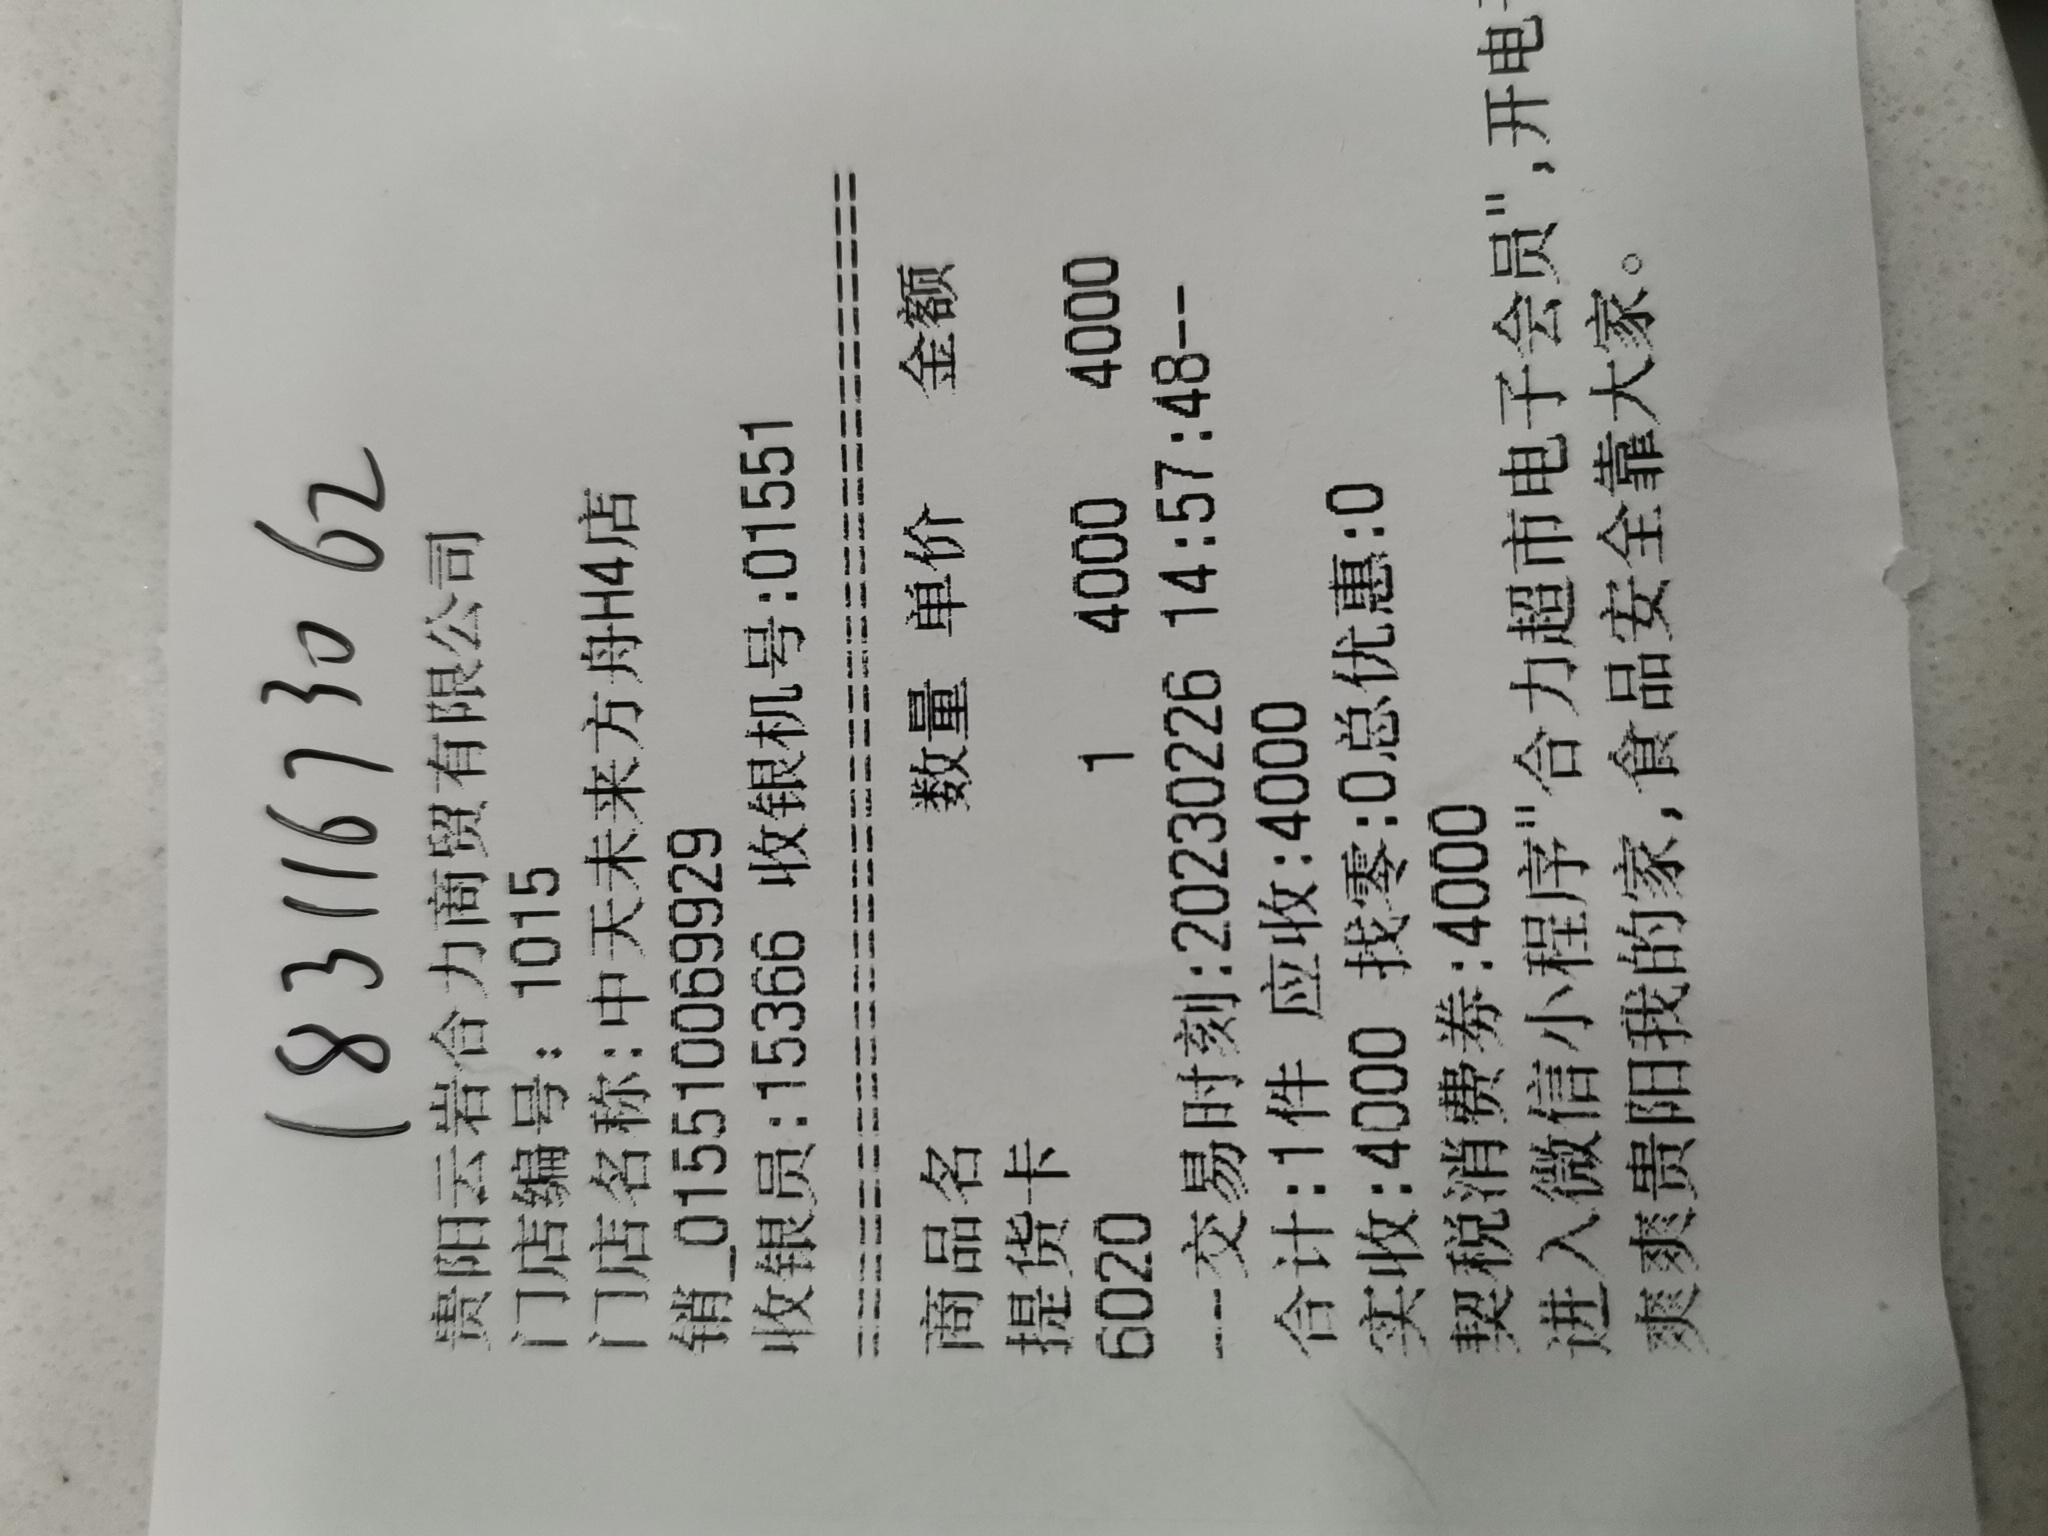 18311673062
贵阳云岩合力商贸有限公司
门店编号: 1015
门店名称:中天未来方舟H4店
销_0155100699929
收银员:15366 收银机号:01551
================================
商品名 数量 单价 金额
提货卡
6020 1 4000 4000
--交易时刻:20230226 14:57:48--
合计:1件 应收:4000
实收:4000 找零:0总优惠:0
契税消费券:4000
进入微信小程序"合力超市电子会员",开电
爽爽贵阳我的家,食品安全靠大家。